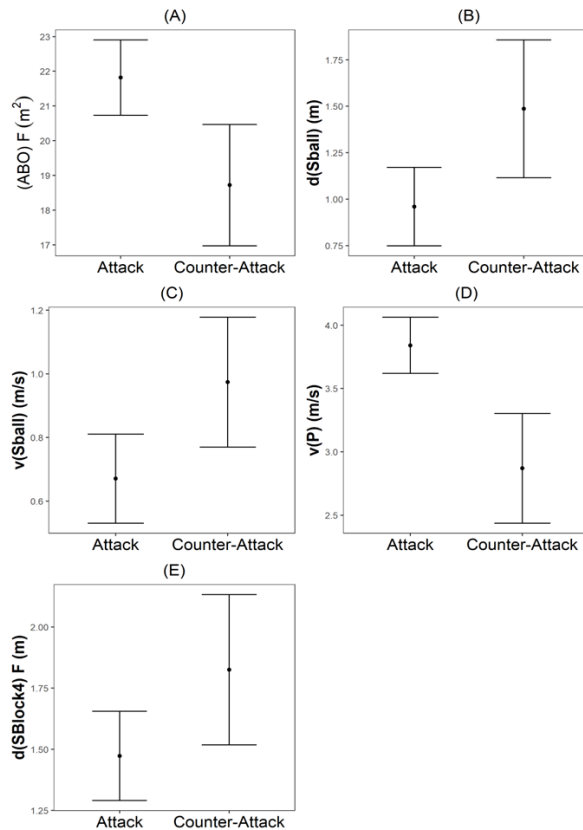 (A)
(ABO) F (m²)
23
22
21
20
19
18
17
Attack Counter-Attack
(B)
d(Sball) (m)
1.75
1.50
1.25
1.00
0.75
Attack Counter-Attack
(C)
v(Sball) (m/s)
1.2
1.0
0.8
0.6
Attack Counter-Attack
(D)
v(P) (m/s)
4.0
3.5
3.0
2.5
Attack Counter-Attack
(E)
d(SBlock4) F (m)
2.00
1.75
1.50
1.25
Attack Counter-Attack